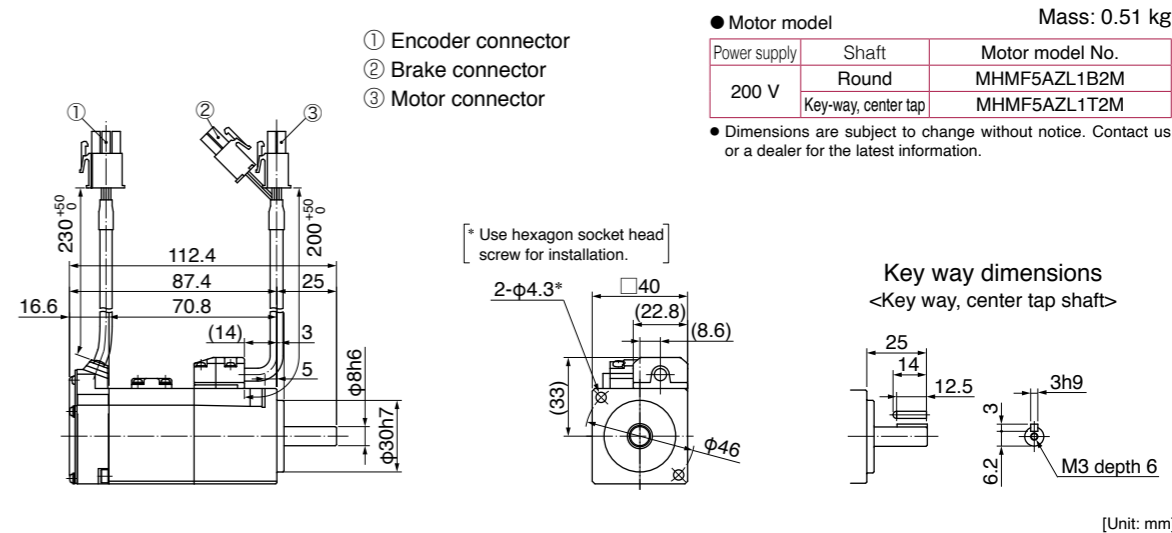 ① Encoder connector
② Brake connector
③ Motor connector
● Motor model
Mass: 0.51 kg
Power supply Shaft Motor model No.
200 V
Round MHMF5AZL1B2M
Key-way, center tap MHMF5AZL1T2M
● Dimensions are subject to change without notice. Contact us
or a dealer for the latest information.
① ② ③
230 +50 0
200 +50 0
112.4
87.4 25
16.6 70.8
(14) 3
5
φ8h6
φ30h7
* Use hexagon socket head
screw for installation.
2-φ4.3*
□40
(22.8)
(8.6)
(33)
φ46
Key way dimensions
<Key way, center tap shaft>
25
14
12.5
3h9
3
6.2
M3 depth 6
[Unit: mm]